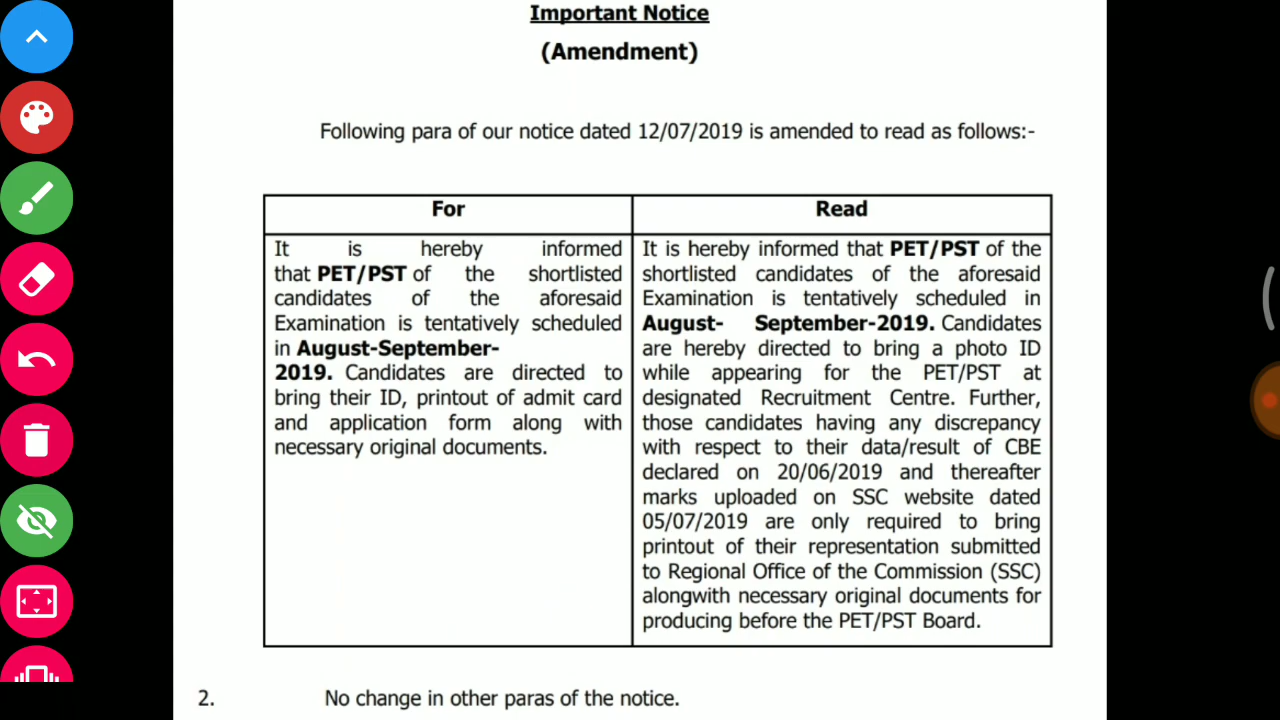 Important Notice
(Amendment)
Following para of our notice dated 12/07/2019 is amended to read as follows:-
For
It is hereby informed
that PET/PST of the shortlisted
candidates of the aforesaid
Examination is tentatively scheduled
in August-September-
2019. Candidates are directed to
bring their ID, printout of admit card
and application form along with
necessary original documents.
Read
It is hereby informed that PET/PST of the
shortlisted candidates of the aforesaid
Examination is tentatively scheduled in
August- September-2019. Candidates
are hereby directed to bring a photo ID
while appearing for the PET/PST at
designated Recruitment Centre. Further,
those candidates having any discrepancy
with respect to their data/result of CBE
declared on 20/06/2019 and thereafter
marks uploaded on SSC website dated
05/07/2019 are only required to bring
printout of their representation submitted
to Regional Office of the Commission (SSC)
alongwith necessary original documents for
producing before the PET/PST Board.
2. No change in other paras of the notice.